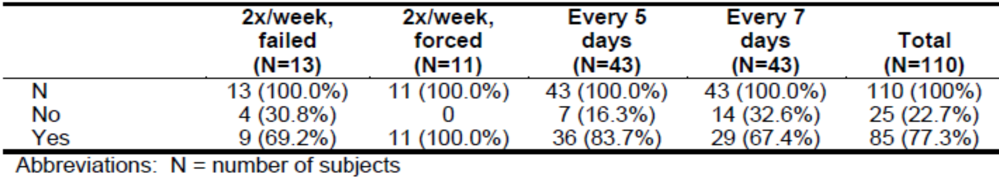 2x/week, 2x/week, Every 5 Every 7
failed forced days days Total
(N=13) (N=11) (N=43) (N=43) (N=110)
N 13 (100.0%) 11 (100.0%) 43 (100.0%) 43 (100.0%) 110 (100%)
No 4 (30.8%) 0 7 (16.3%) 14 (32.6%) 25 (22.7%)
Yes 9 (69.2%) 11 (100.0%) 36 (83.7%) 29 (67.4%) 85 (77.3%)
Abbreviations: N = number of subjects